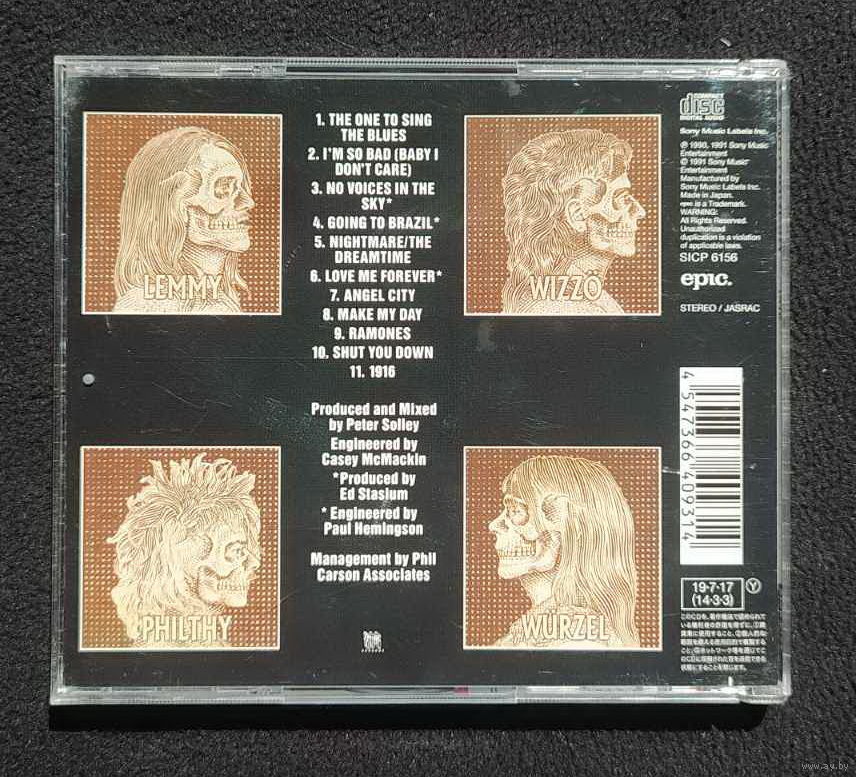 1. THE ONE TO SING
THE BLUES
2. I'M SO BAD (BABY I
DON'T CARE)
3. NO VOICES IN THE
SKY*
4. GOING TO BRAZIL*
5. NIGHTMARE/THE
DREAMTIME
6. LOVE ME FOREVER*
7. ANGEL CITY
8. MAKE MY DAY
9. RAMONES
10. SHUT YOU DOWN
11. 1916
Produced and Mixed
by Peter Solley
Engineered by
Casey McMackin
*Produced by
Ed Stasium
* Engineered by
Paul Hemingson
Management by Phil
Carson Associates
LEMMY
WIZZÖ
PHILTHY
WÜRZEL
COMPACT
disc
DIGITAL AUDIO
Sony Music Labels Inc.
℗ 1990, 1991 Sony Music
Entertainment
© 1991 Sony Music
Entertainment
Manufactured by
Sony Music Labels Inc.
Made in Japan.
epic is a Trademark.
WARNING:
All Rights Reserved.
Unauthorized
duplication is a violation
of applicable laws.
SICP 6156
epic.
STEREO / JASRAC
4 547366 409314
19·7·17
(14·3·3)
Y
www.ay.by